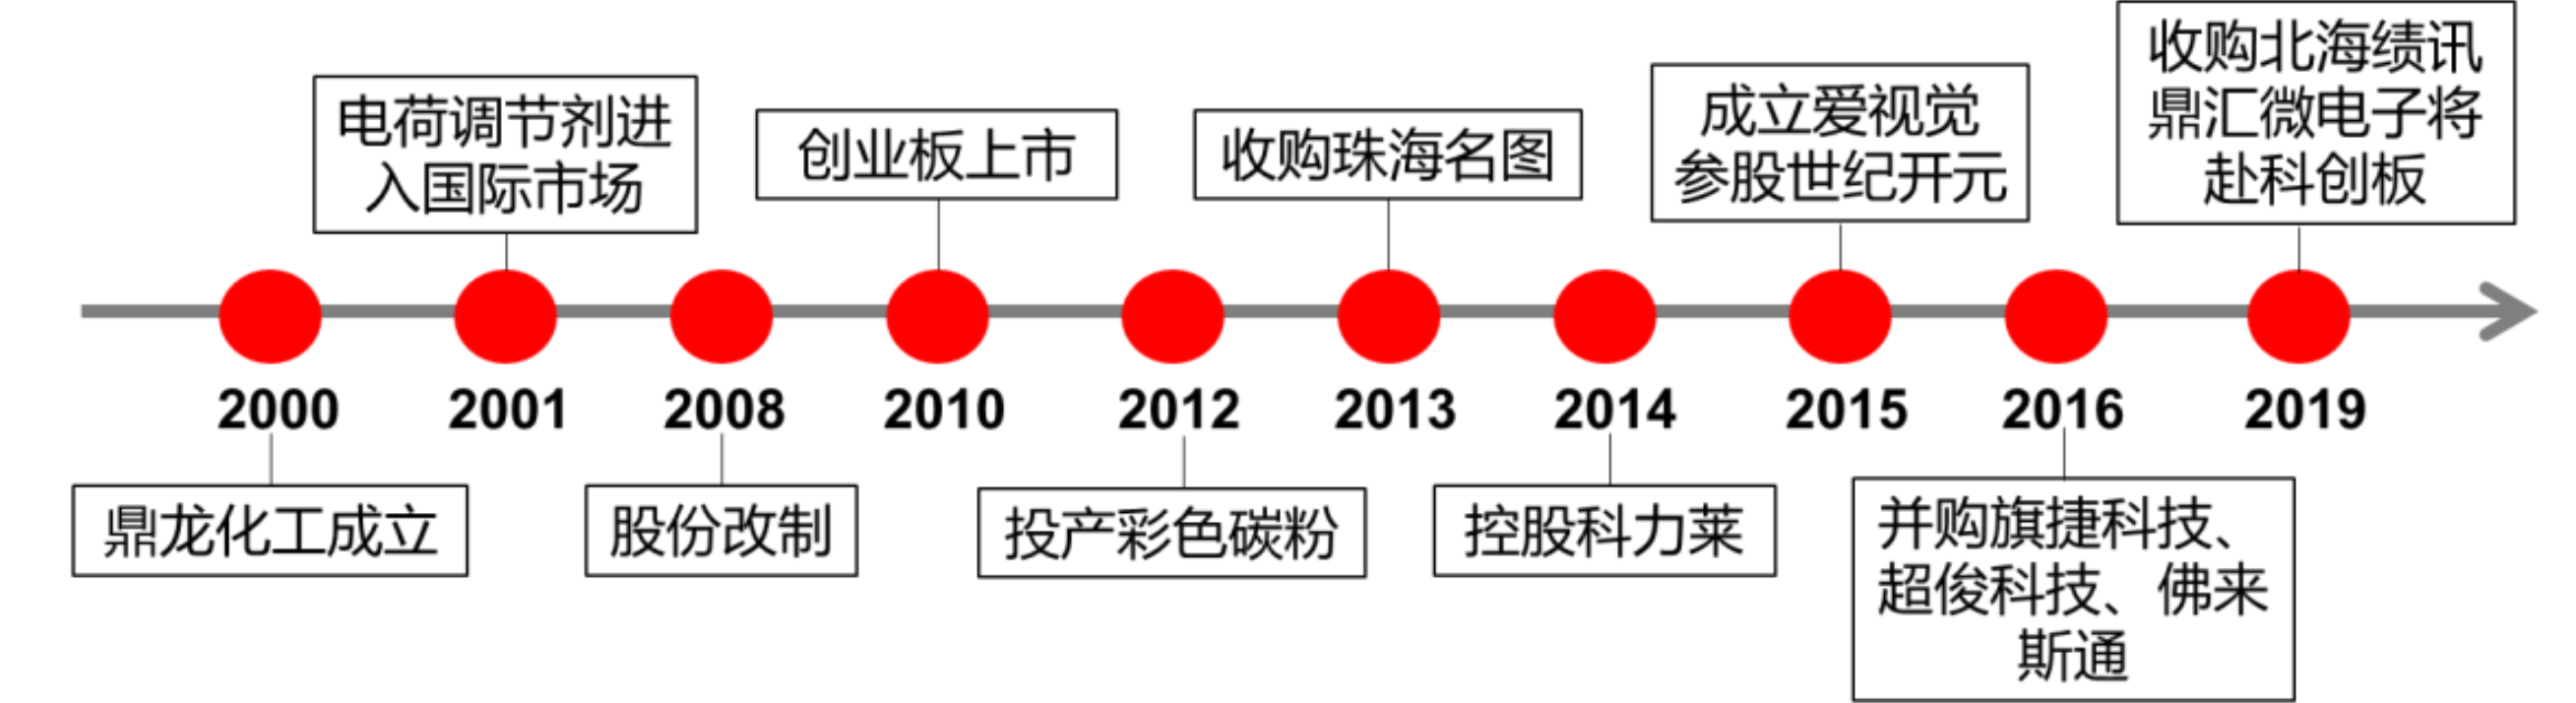 电荷调节剂进
入国际市场
创业板上市
收购珠海名图
成立爱视觉
参股世纪开元
收购北海绩讯
鼎汇微电子将
赴科创板
2000
2001
2008
2010
2012
2013
2014
2015
2016
2019
鼎龙化工成立
股份改制
投产彩色碳粉
控股科力莱
并购旗捷科技、
超俊科技、佛来
斯通